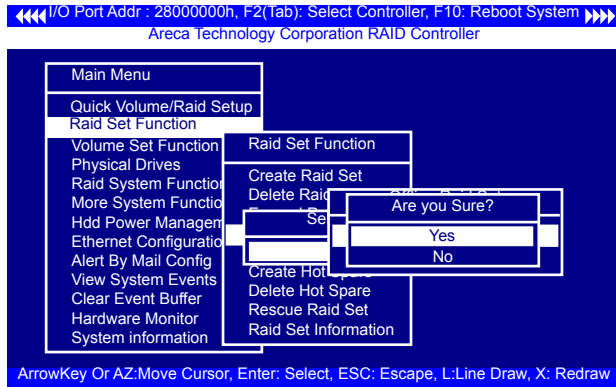 I/O Port Addr : 28000000h, F2(Tab): Select Controller, F10: Reboot System
Areca Technology Corporation RAID Controller
Main Menu
Quick Volume/Raid Setup
Raid Set Function
Volume Set Function
Physical Drives
Raid System Function
More System Functio
Hdd Power Managem
Ethernet Configuratio
Alert By Mail Config
View System Events
Clear Event Buffer
Hardware Monitor
System information
Raid Set Function
Create Raid Set
Delete Raid
Se
Are you Sure?
Yes
No
Create Hot Spare
Delete Hot Spare
Rescue Raid Set
Raid Set Information
ArrowKey Or AZ:Move Cursor, Enter: Select, ESC: Escape, L:Line Draw, X: Redraw